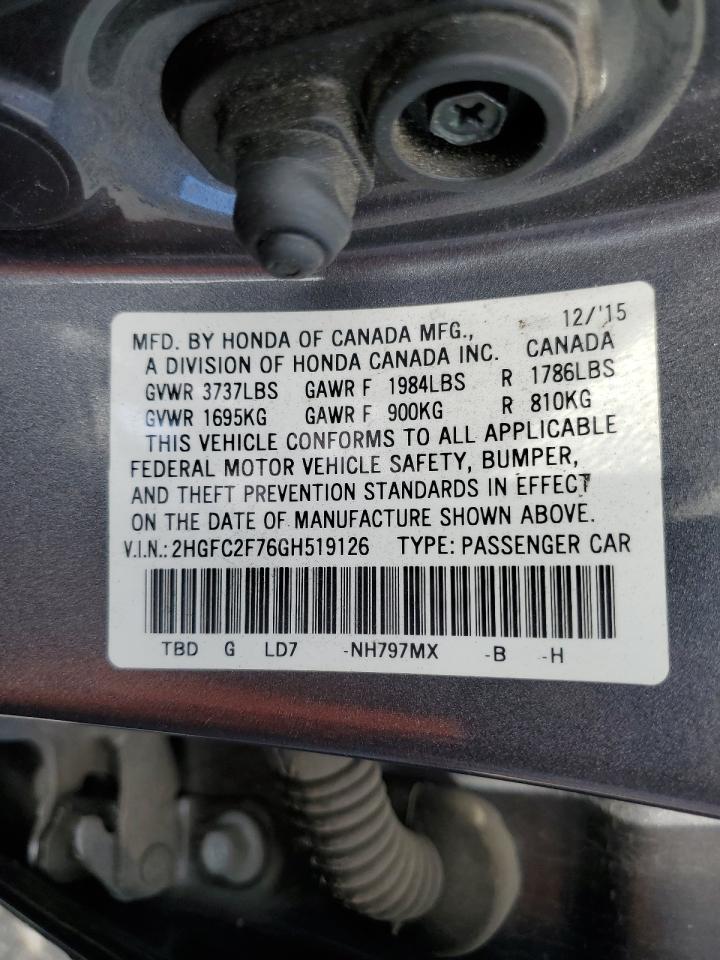 12/'15
MFD. BY HONDA OF CANADA MFG.,
A DIVISION OF HONDA CANADA INC. CANADA
GVWR 3737LBS GAWR F 1984LBS R 1786LBS
GVWR 1695KG GAWR F 900KG R 810KG
THIS VEHICLE CONFORMS TO ALL APPLICABLE
FEDERAL MOTOR VEHICLE SAFETY, BUMPER,
AND THEFT PREVENTION STANDARDS IN EFFECT
ON THE DATE OF MANUFACTURE SHOWN ABOVE.
V.I.N.: 2HGFC2F76GH519126 TYPE: PASSENGER CAR
TBD G LD7 -NH797MX -B -H